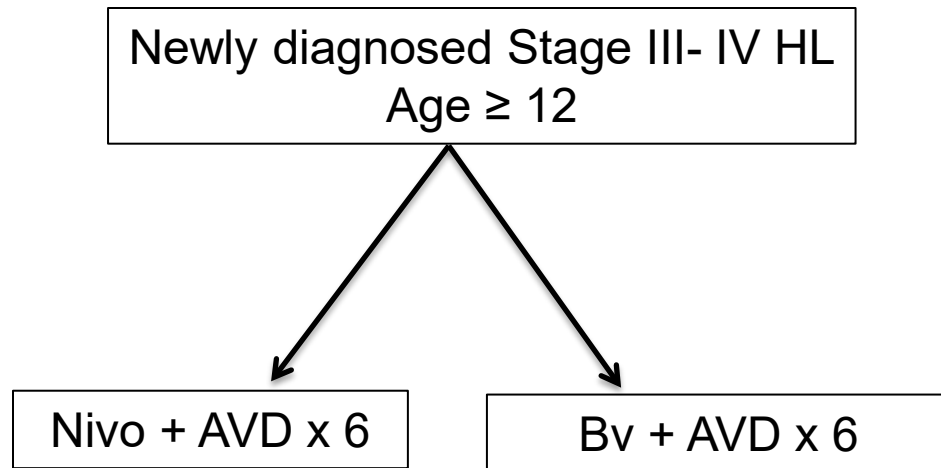 Newly diagnosed Stage III- IV HL
Age ≥ 12
Nivo + AVD x 6
Bv + AVD x 6